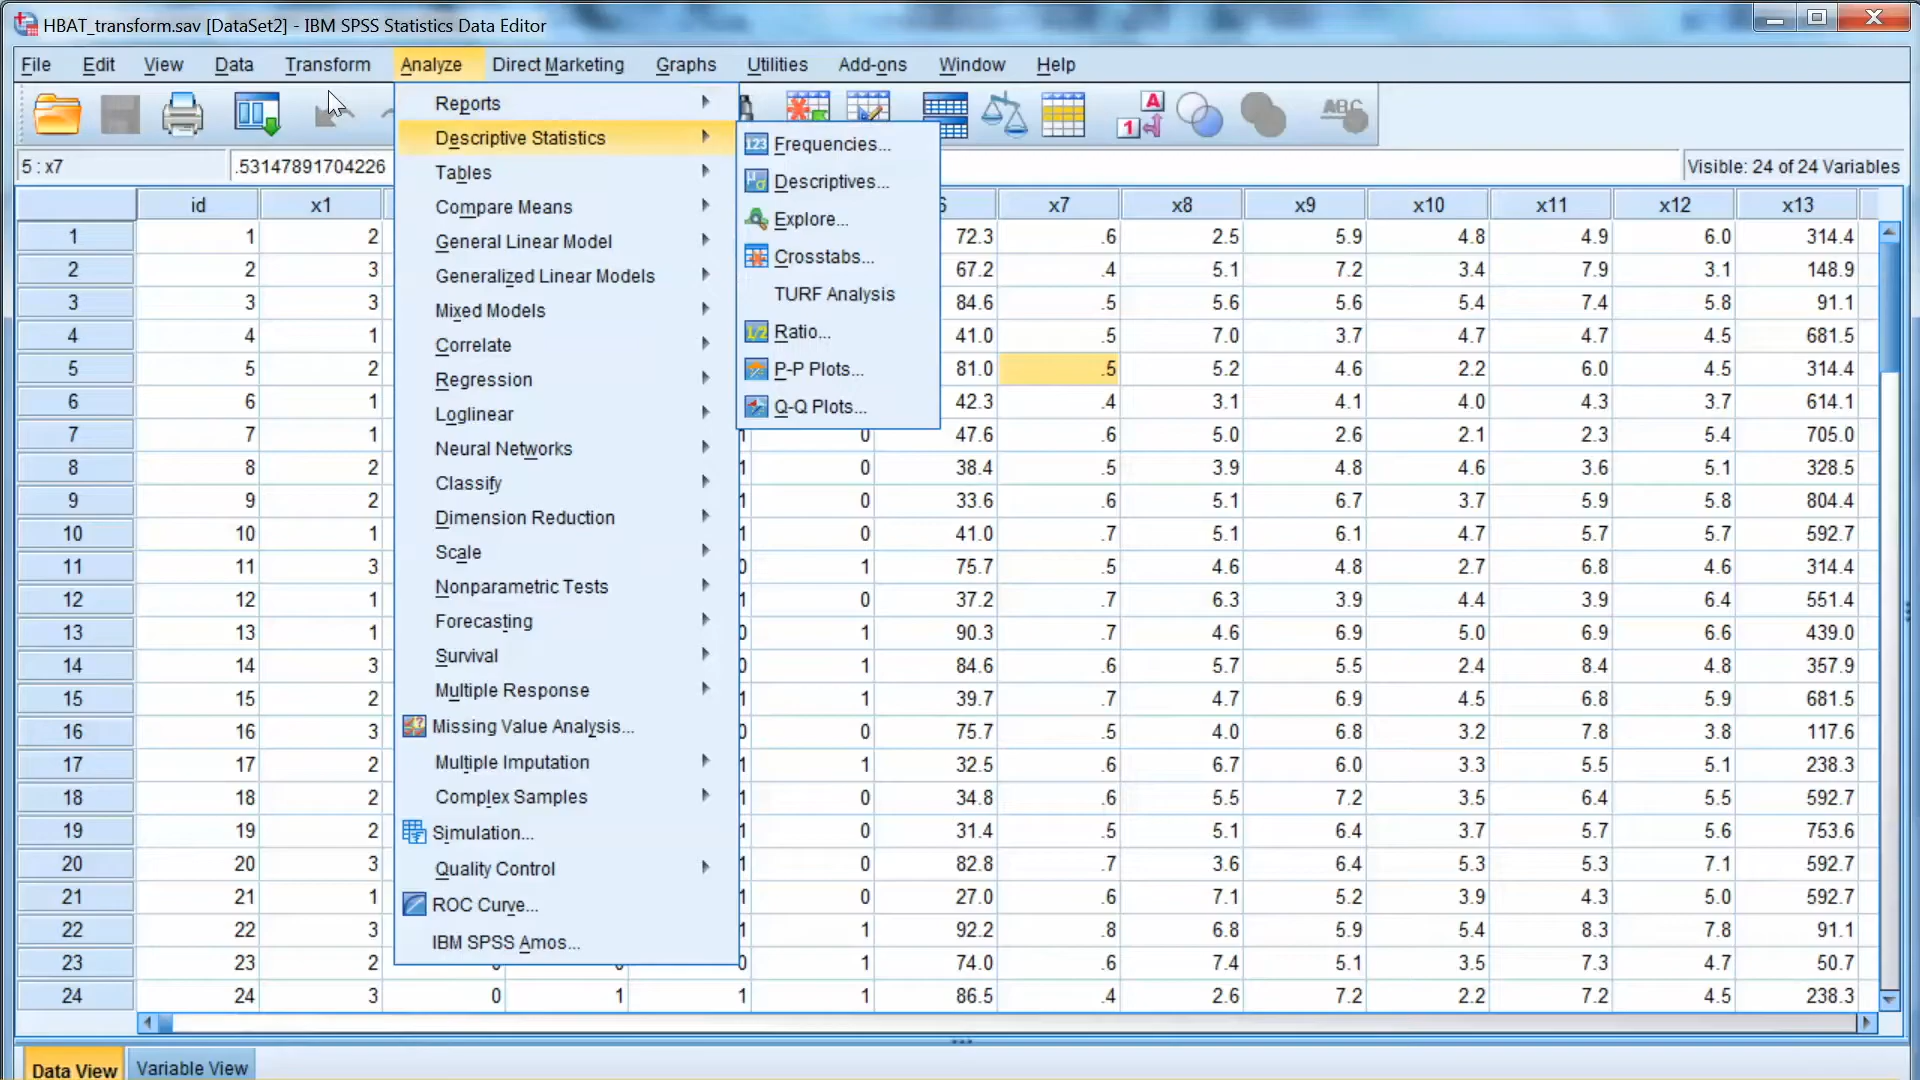 HBAT_transform.sav [DataSet2] - IBM SPSS Statistics Data Editor
File Edit View Data Transform Analyze Direct Marketing Graphs Utilities Add-ons Window Help
5 : x7 .53147891704226 Visible: 24 of 24 Variables
Reports
Descriptive Statistics
Tables
Compare Means
General Linear Model
Generalized Linear Models
Mixed Models
Correlate
Regression
Loglinear
Neural Networks
Classify
Dimension Reduction
Scale
Nonparametric Tests
Forecasting
Survival
Multiple Response
Missing Value Analysis...
Multiple Imputation
Complex Samples
Simulation...
Quality Control
ROC Curve...
IBM SPSS Amos...
Frequencies...
Descriptives...
Explore...
Crosstabs...
TURF Analysis
Ratio...
P-P Plots...
Q-Q Plots...
id x1 6 x7 x8 x9 x10 x11 x12 x13
1 1 2 72.3 .6 2.5 5.9 4.8 4.9 6.0 314.4
2 2 3 67.2 .4 5.1 7.2 3.4 7.9 3.1 148.9
3 3 3 84.6 .5 5.6 5.6 5.4 7.4 5.8 91.1
4 4 1 41.0 .5 7.0 3.7 4.7 4.7 4.5 681.5
5 5 2 81.0 .5 5.2 4.6 2.2 6.0 4.5 314.4
6 6 1 42.3 .4 3.1 4.1 4.0 4.3 3.7 614.1
7 7 1 1 0 47.6 .6 5.0 2.6 2.1 2.3 5.4 705.0
8 8 2 1 0 38.4 .5 3.9 4.8 4.6 3.6 5.1 328.5
9 9 2 1 0 33.6 .6 5.1 6.7 3.7 5.9 5.8 804.4
10 10 1 1 0 41.0 .7 5.1 6.1 4.7 5.7 5.7 592.7
11 11 3 0 1 75.7 .5 4.6 4.8 2.7 6.8 4.6 314.4
12 12 1 1 0 37.2 .7 6.3 3.9 4.4 3.9 6.4 551.4
13 13 1 0 1 90.3 .7 4.6 6.9 5.0 6.9 6.6 439.0
14 14 3 0 1 84.6 .6 5.7 5.5 2.4 8.4 4.8 357.9
15 15 2 1 1 39.7 .7 4.7 6.9 4.5 6.8 5.9 681.5
16 16 3 0 0 75.7 .5 4.0 6.8 3.2 7.8 3.8 117.6
17 17 2 1 1 32.5 .6 6.7 6.0 3.3 5.5 5.1 238.3
18 18 2 1 0 34.8 .6 5.5 7.2 3.5 6.4 5.5 592.7
19 19 2 1 0 31.4 .5 5.1 6.4 3.7 5.7 5.6 753.6
20 20 3 1 0 82.8 .7 3.6 6.4 5.3 5.3 7.1 592.7
21 21 1 1 0 27.0 .6 7.1 5.2 3.9 4.3 5.0 592.7
22 22 3 1 1 92.2 .8 6.8 5.9 5.4 8.3 7.8 91.1
23 23 2 0 1 74.0 .6 7.4 5.1 3.5 7.3 4.7 50.7
24 24 3 0 1 1 1 86.5 .4 2.6 7.2 2.2 7.2 4.5 238.3
Data View Variable View